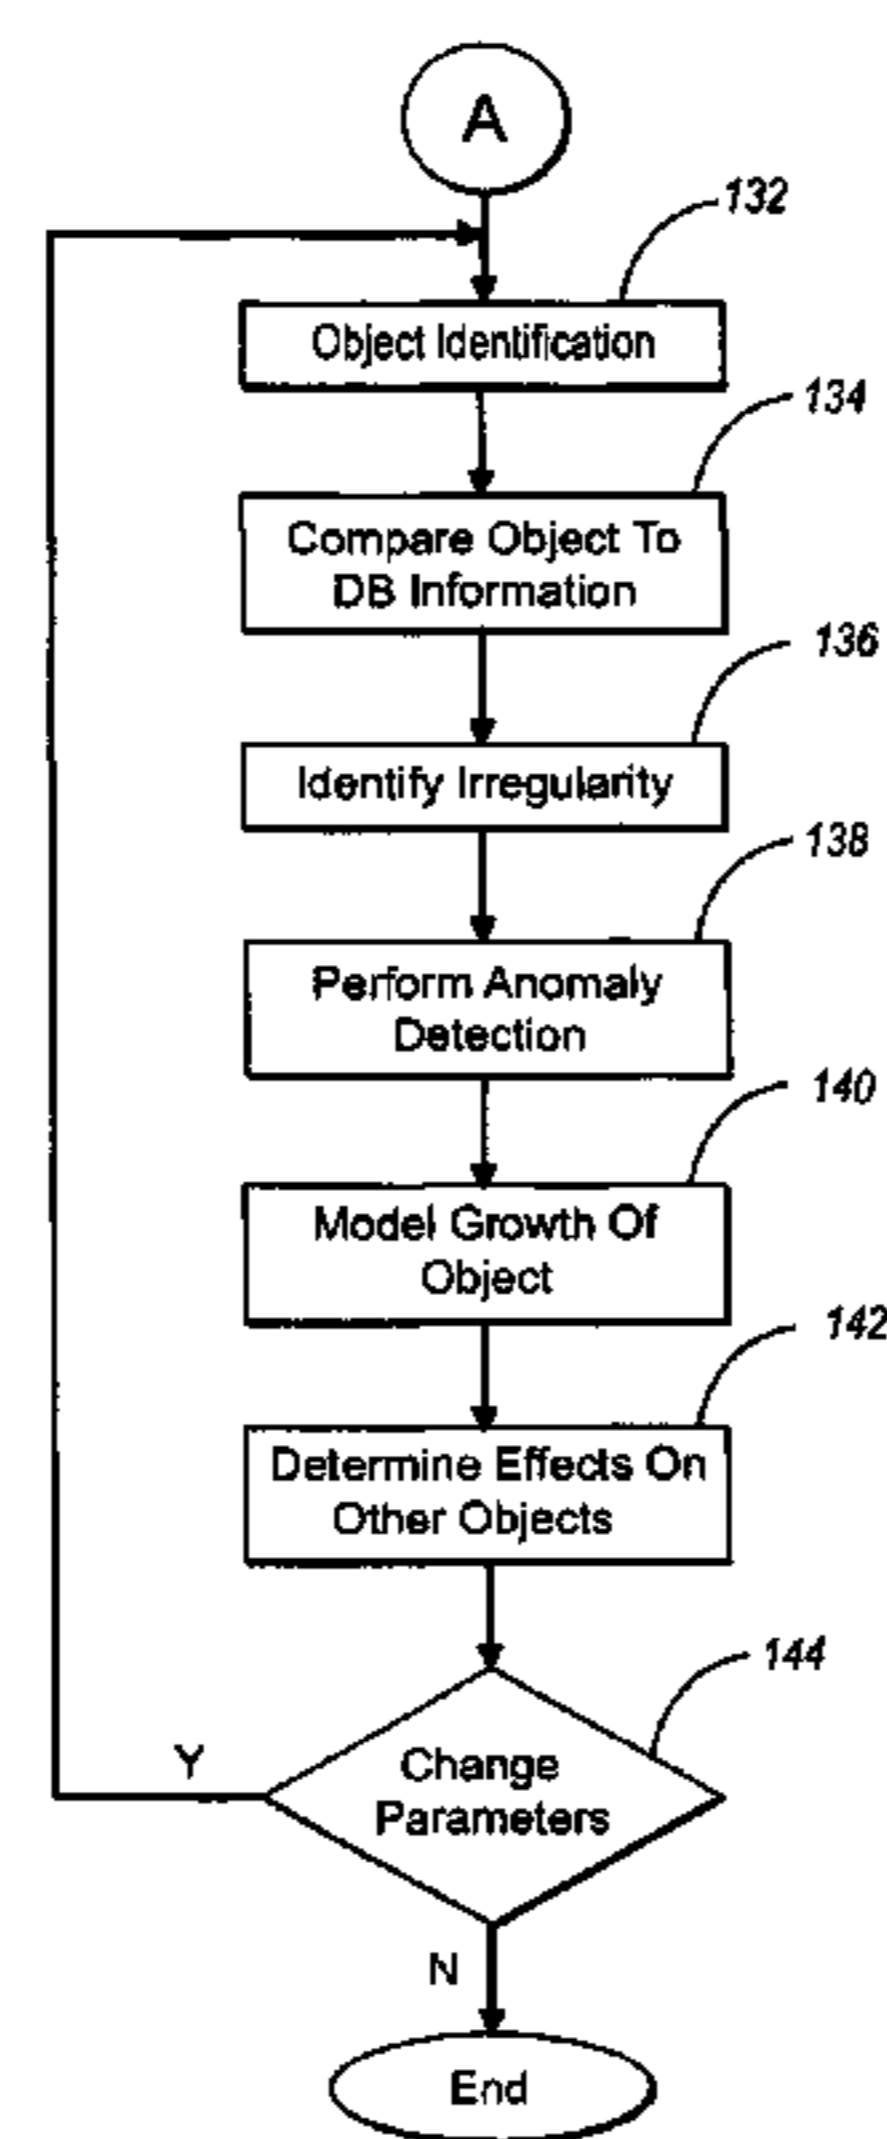 A
132
Object Identification
134
Compare Object To
DB Information
136
Identify Irregularity
138
Perform Anomaly
Detection
140
Model Growth Of
Object
142
Determine Effects On
Other Objects
144
Change
Parameters
Y
N
End